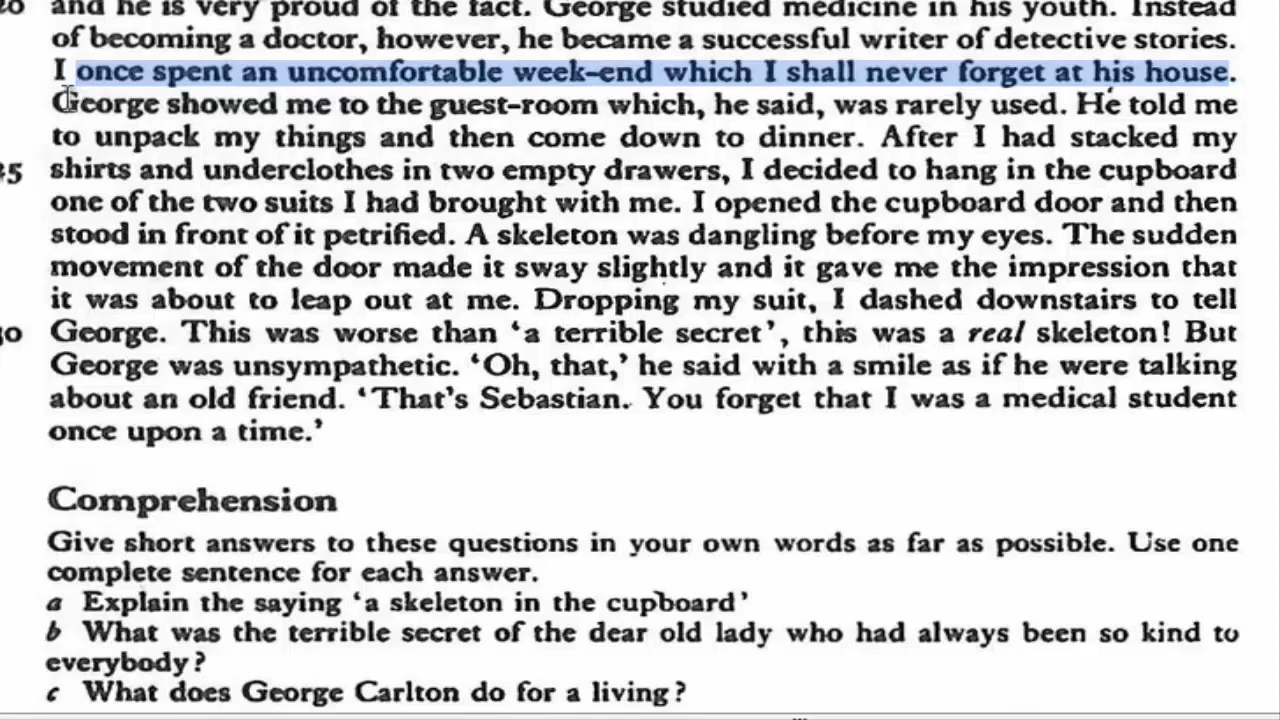 20 and he is very proud of the fact. George studied medicine in his youth. Instead
of becoming a doctor, however, he became a successful writer of detective stories.
I once spent an uncomfortable week-end which I shall never forget at his house.
George showed me to the guest-room which, he said, was rarely used. He told me
to unpack my things and then come down to dinner. After I had stacked my
25 shirts and underclothes in two empty drawers, I decided to hang in the cupboard
one of the two suits I had brought with me. I opened the cupboard door and then
stood in front of it petrified. A skeleton was dangling before my eyes. The sudden
movement of the door made it sway slightly and it gave me the impression that
it was about to leap out at me. Dropping my suit, I dashed downstairs to tell
30 George. This was worse than ‘a terrible secret’, this was a real skeleton! But
George was unsympathetic. ‘Oh, that,’ he said with a smile as if he were talking
about an old friend. ‘That’s Sebastian. You forget that I was a medical student
once upon a time.’
Comprehension
Give short answers to these questions in your own words as far as possible. Use one
complete sentence for each answer.
a Explain the saying ‘a skeleton in the cupboard’
b What was the terrible secret of the dear old lady who had always been so kind to
everybody?
c What does George Carlton do for a living?